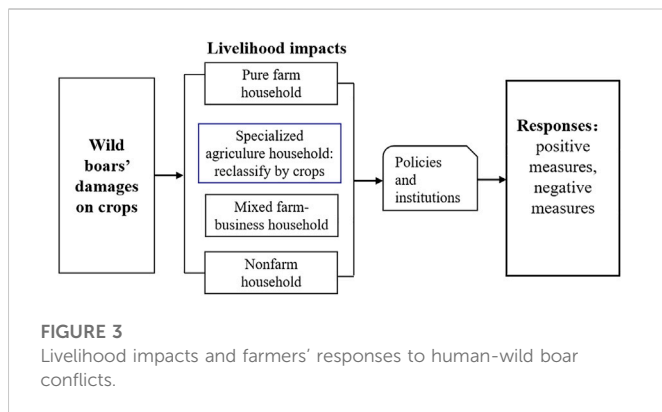 Livelihood impacts
Wild
boars’
damages
on crops
Pure farm
household
Specialized
agriculure household:
reclassify by crops
Mixed farm-
business household
Nonfarm
household
Policies
and
institutions
Responses:
positive
measures,
negative
measures
FIGURE 3
Livelihood impacts and farmers’ responses to human-wild boar
conflicts.